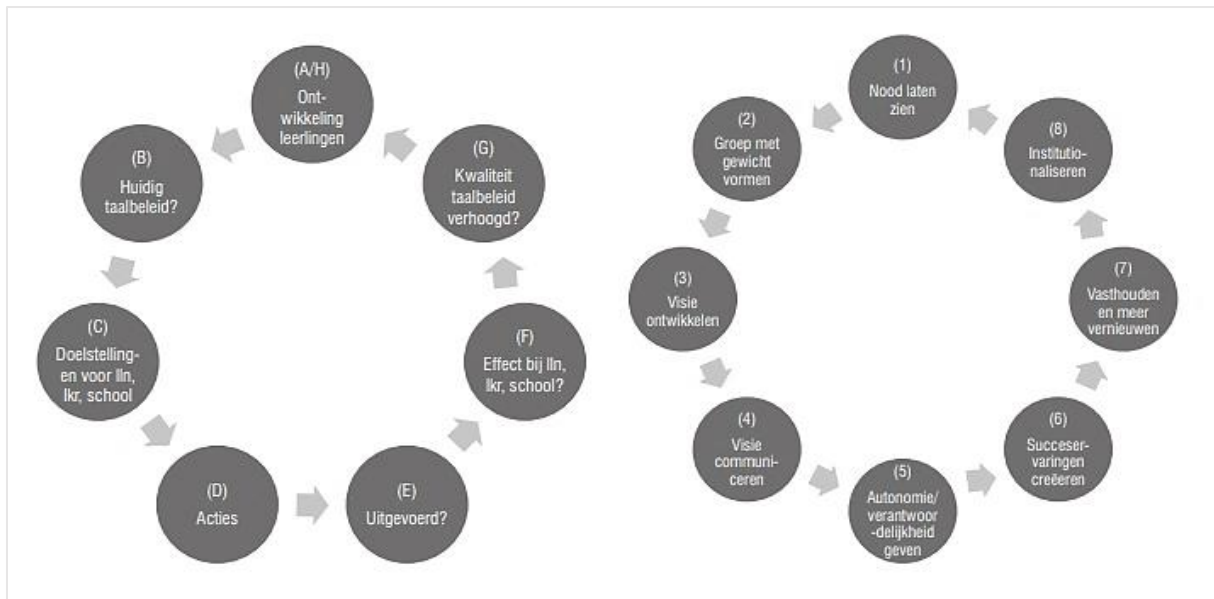 (A/H)
Ont-
wikkeling
leerlingen
(B)
Huidig
taalbeleid?
(C)
Doelstelling-
en voor lln,
lkr, school
(D)
Acties
(E)
Uitgevoerd?
(F)
Effect bij lln,
lkr, school?
(G)
Kwaliteit
taalbeleid
verhoogd?
(1)
Nood laten
zien
(2)
Groep met
gewicht
vormen
(3)
Visie
ontwikkelen
(4)
Visie
communi-
ceren
(5)
Autonomie/
verantwoor
-delijkheid
geven
(6)
Succeser-
varingen
creëeren
(7)
Vasthouden
en meer
vernieuwen
(8)
Institutio-
naliseren